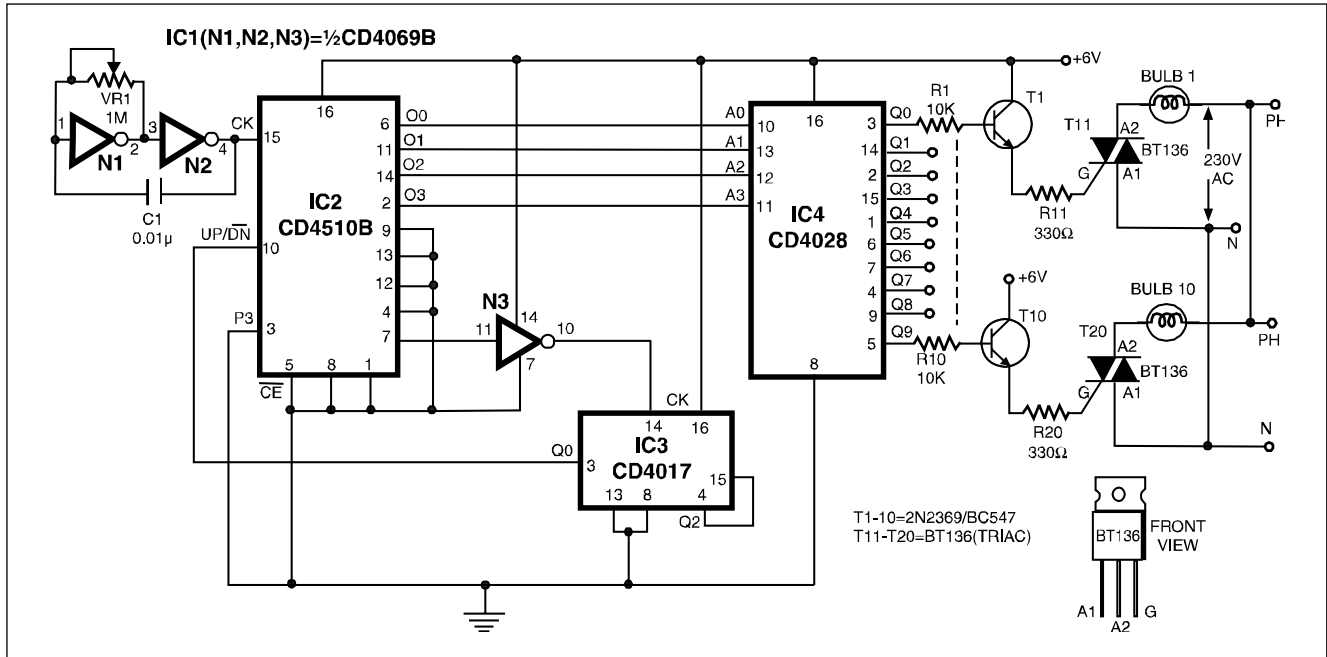 IC1(N1,N2,N3)=½CD4069B
VR1
1M
1
N1
2
3
N2
4
CK
C1
0.01µ
15
16
6
11
14
2
9
13
12
4
7
IC2
CD4510B
UP/DN
10
P3
3
5
8
1
CE
O0
O1
O2
O3
N3
11
14
7
10
CK
14
16
Q0
3
IC3
CD4017
15
13
8
4
Q2
A0
A1
A2
A3
10
13
12
11
16
IC4
CD4028
8
3
14
2
15
1
6
7
4
9
5
Q0
Q1
Q2
Q3
Q4
Q5
Q6
Q7
Q8
Q9
R1
10K
R10
10K
+6V
T1
R11
330Ω
T11
A2
BT136
G
A1
BULB 1
230V
AC
PH
N
+6V
T10
R20
330Ω
T20
A2
BT136
G
A1
BULB 10
PH
N
T1-10=2N2369/BC547
T11-T20=BT136(TRIAC)
BT136
FRONT
VIEW
A1
A2
G